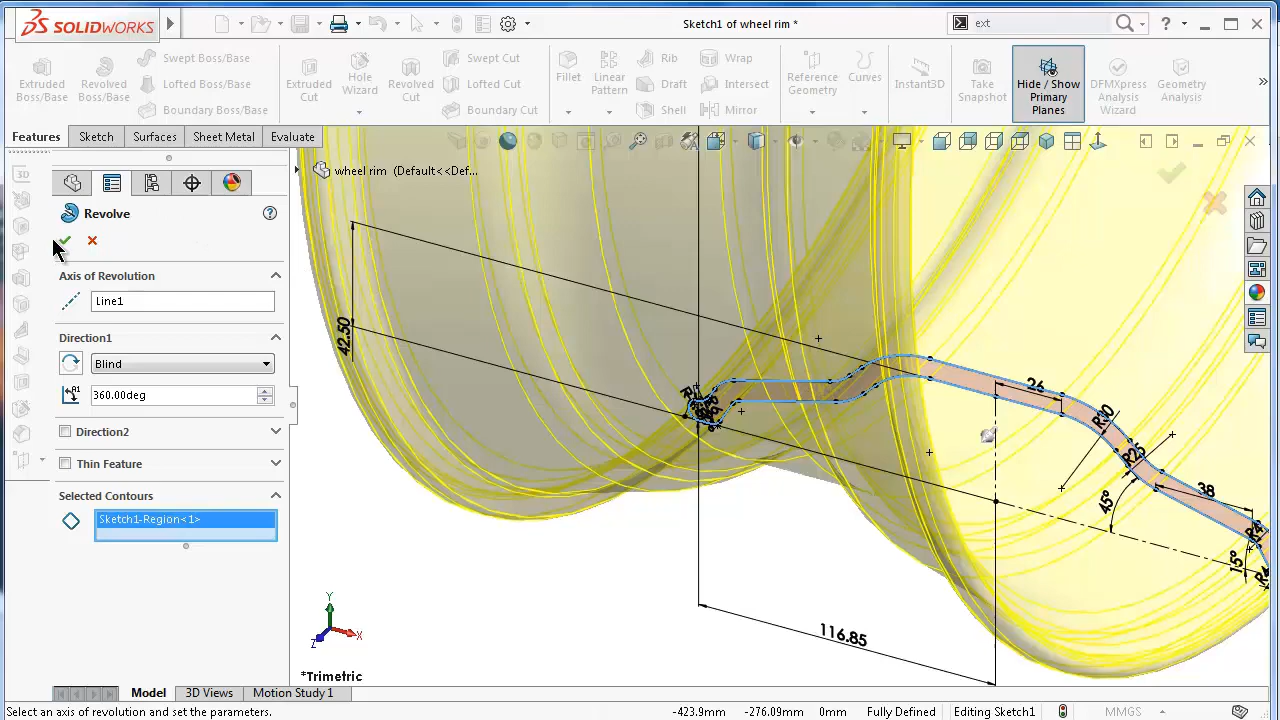 SOLIDWORKS
Sketch1 of wheel rim *
ext
?
Extruded Boss/Base
Revolved Boss/Base
Swept Boss/Base
Lofted Boss/Base
Boundary Boss/Base
Extruded Cut
Hole Wizard
Revolved Cut
Swept Cut
Lofted Cut
Boundary Cut
Fillet
Linear Pattern
Rib
Draft
Shell
Wrap
Intersect
Mirror
Reference Geometry
Curves
Instant3D
Take Snapshot
Hide / Show Primary Planes
DFMXpress Analysis Wizard
Geometry Analysis
Features Sketch Surfaces Sheet Metal Evaluate
wheel rim (Default<<Def...
Revolve
Axis of Revolution
Line1
Direction1
Blind
360.00deg
Direction2
Thin Feature
Selected Contours
Sketch1-Region<1>
42.50
26
R30
R25
45°
38
R4
15°
116.85
Y
X
Z
*Trimetric
Model 3D Views Motion Study 1
Select an axis of revolution and set the parameters. -423.9mm -276.09mm 0mm Fully Defined Editing Sketch1 MMGS